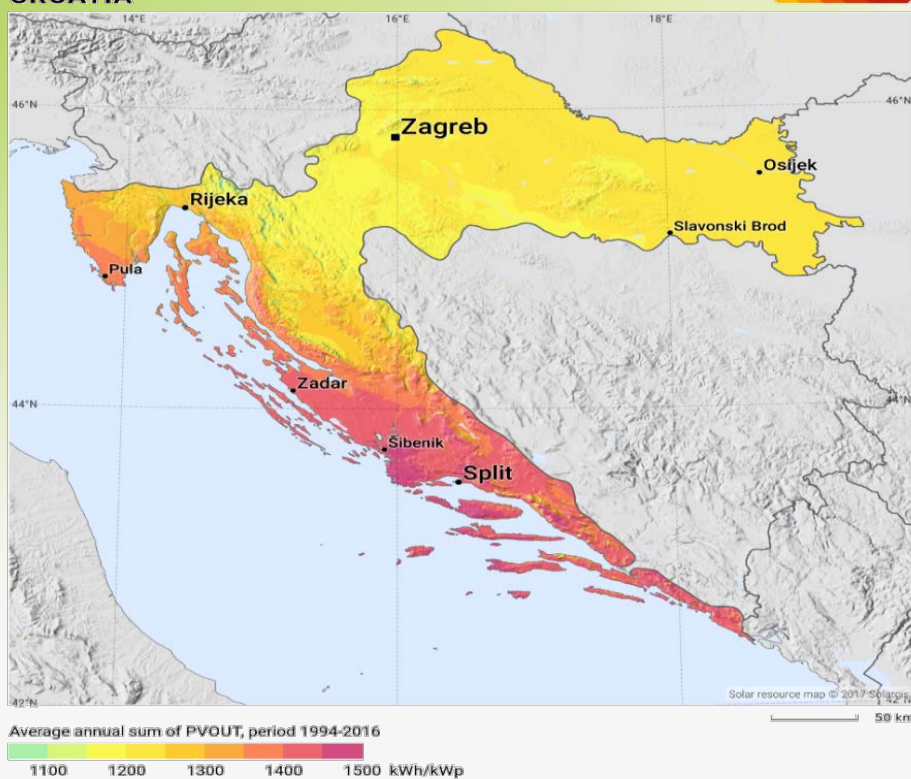 CROATIA
14°E 16°E 18°E
46°N 46°N
Zagreb
Osijek
Rijeka
Slavonski Brod
Pula
Zadar
44°N 44°N
Šibenik
Split
Solar resource map © 2017 Solargis
42°N 42°N
50 km
Average annual sum of PVOUT, period 1994-2016
1100 1200 1300 1400 1500 kWh/kWp